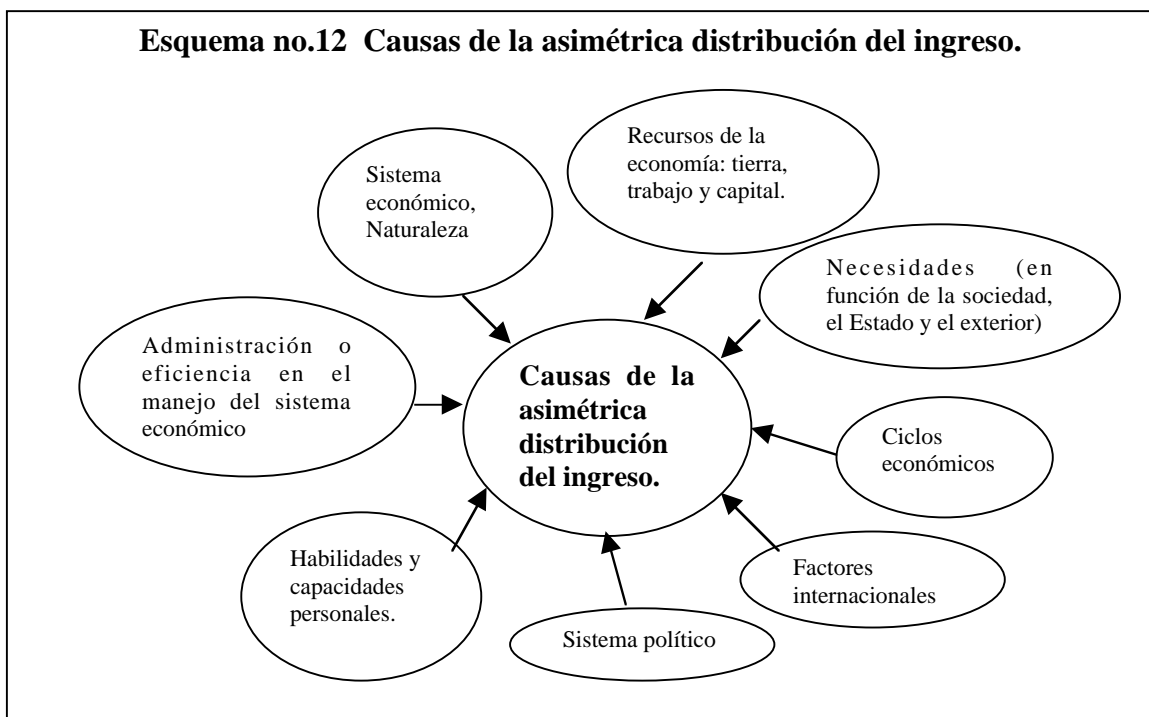 Esquema no.12 Causas de la asimétrica distribución del ingreso.
Recursos de la
economía: tierra,
trabajo y capital.
Sistema
económico,
Naturaleza
Necesidades (en
función de la sociedad,
el Estado y el exterior)
Administración o
eficiencia en el
manejo del sistema
económico
Causas de la
asimétrica
distribución
del ingreso.
Ciclos
económicos
Habilidades y
capacidades
personales.
Factores
internacionales
Sistema político